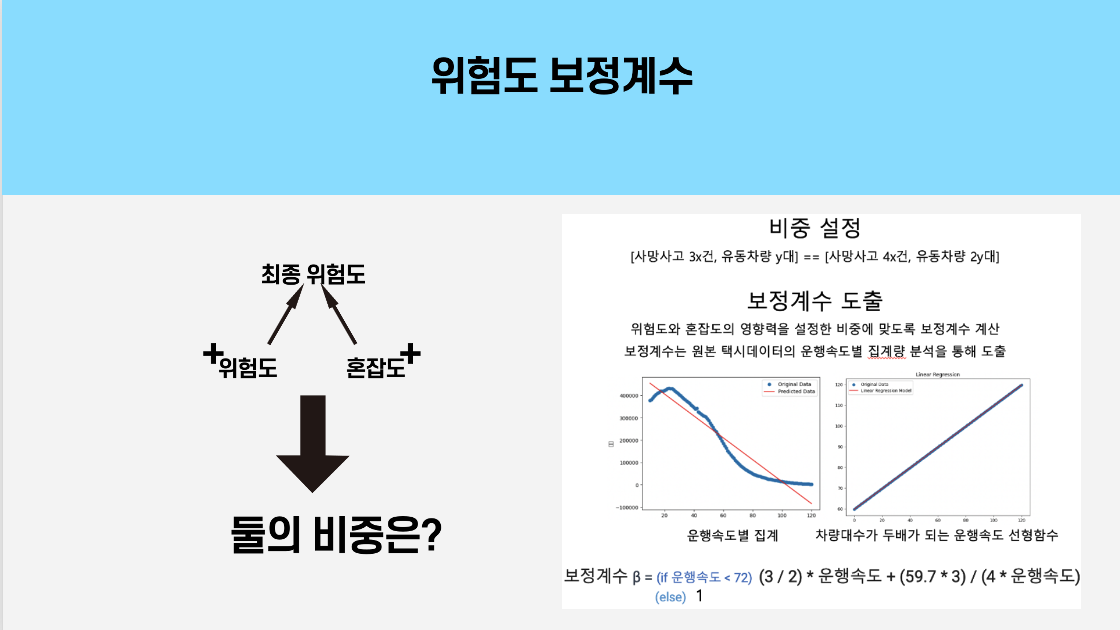 위험도 보정계수
최종 위험도
+위험도
혼잡도+
둘의 비중은?
비중 설정
[사망사고 3x건, 유동차량 y대] == [사망사고 4x건, 유동차량 2y대]
보정계수 도출
위험도와 혼잡도의 영향력을 설정한 비중에 맞도록 보정계수 계산
보정계수는 원본 택시데이터의 운행속도별 집계량 분석을 통해 도출
Original Data
Predicted Data
400000
300000
200000
100000
0
−100000
20 40 60 80 100 120
운행속도별 집계
Linear Regression
Original Data
Linear Regression Model
120
110
100
90
80
70
60
0 20 40 60 80 100 120
차량대수가 두배가 되는 운행속도 선형함수
보정계수 β = (if 운행속도 < 72) (3 / 2) * 운행속도 + (59.7 * 3) / (4 * 운행속도)
(else) 1